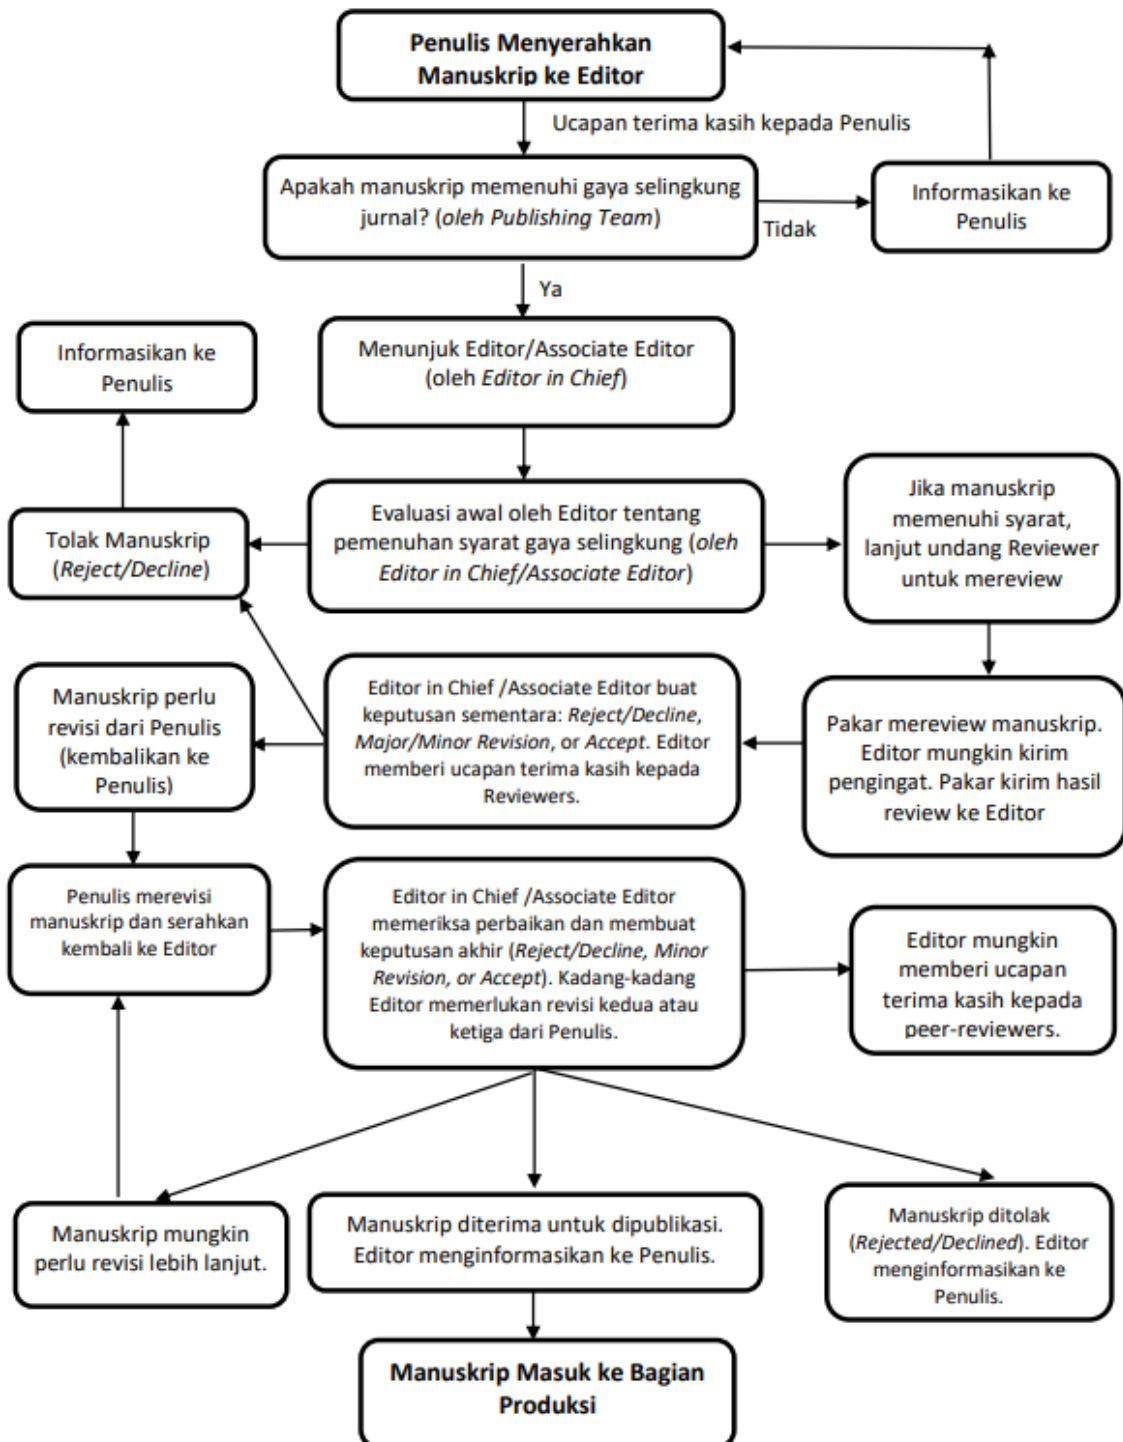 Penulis Menyerahkan
Manuskrip ke Editor
Ucapan terima kasih kepada Penulis
Apakah manuskrip memenuhi gaya selingkung
jurnal? (oleh Publishing Team)
Tidak
Informasikan ke
Penulis
Ya
Menunjuk Editor/Associate Editor
(oleh Editor in Chief)
Informasikan ke
Penulis
Evaluasi awal oleh Editor tentang
pemenuhan syarat gaya selingkung (oleh
Editor in Chief/Associate Editor)
Tolak Manuskrip
(Reject/Decline)
Jika manuskrip
memenuhi syarat,
lanjut undang Reviewer
untuk mereview
Pakar mereview manuskrip.
Editor mungkin kirim
pengingat. Pakar kirim hasil
review ke Editor
Editor in Chief /Associate Editor buat
keputusan sementara: Reject/Decline,
Major/Minor Revision, or Accept. Editor
memberi ucapan terima kasih kepada
Reviewers.
Manuskrip perlu
revisi dari Penulis
(kembalikan ke
Penulis)
Penulis merevisi
manuskrip dan serahkan
kembali ke Editor
Editor in Chief /Associate Editor
memeriksa perbaikan dan membuat
keputusan akhir (Reject/Decline, Minor
Revision, or Accept). Kadang-kadang
Editor memerlukan revisi kedua atau
ketiga dari Penulis.
Editor mungkin
memberi ucapan
terima kasih kepada
peer-reviewers.
Manuskrip mungkin
perlu revisi lebih lanjut.
Manuskrip diterima untuk dipublikasi.
Editor menginformasikan ke Penulis.
Manuskrip ditolak
(Rejected/Declined). Editor
menginformasikan ke
Penulis.
Manuskrip Masuk ke Bagian
Produksi